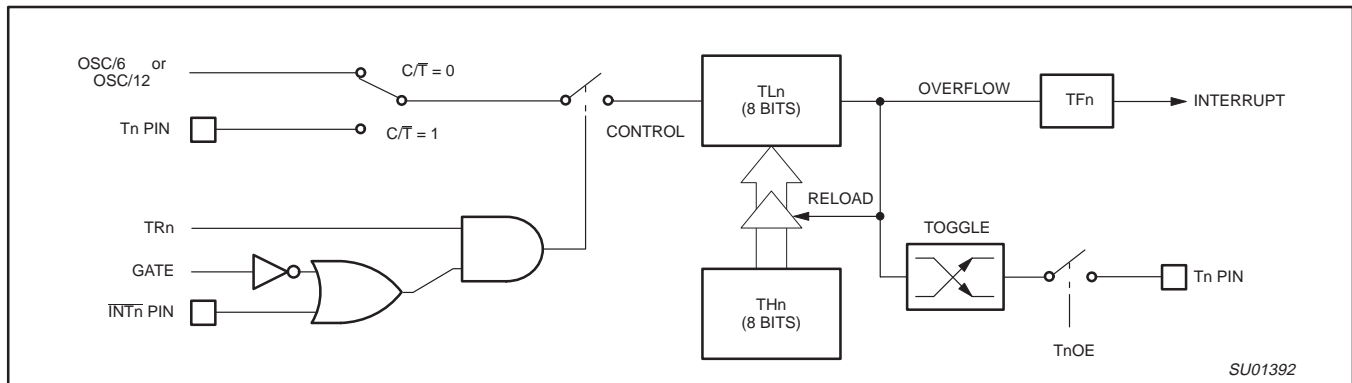 OSC/6 or
OSC/12
C/T̅ = 0
Tn PIN
C/T̅ = 1
CONTROL
TLn
(8 BITS)
OVERFLOW
TFn
INTERRUPT
RELOAD
TRn
GATE
I̅N̅T̅n̅ PIN
THn
(8 BITS)
TOGGLE
Tn PIN
TnOE
SU01392